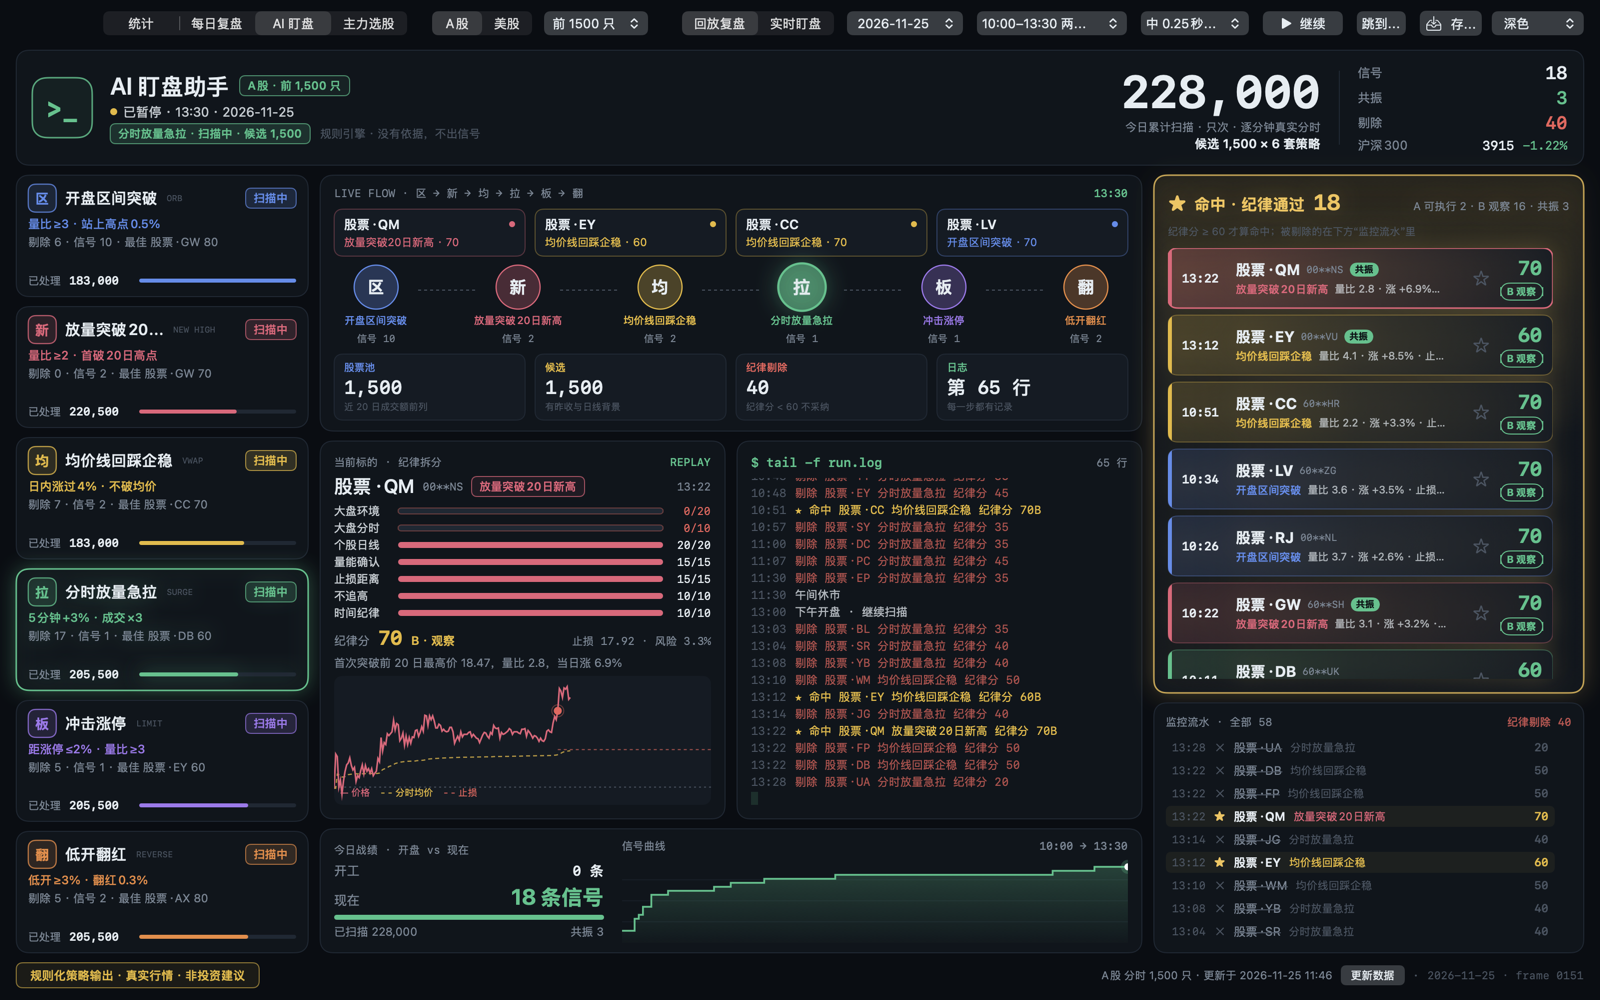 统计 每日复盘 AI 盯盘 主力选股 A股 美股 前 1500 只 回放复盘 实时盯盘 2026-11-25 10:00–13:30 两... 中 0.25秒... 继续 跳到... 存... 深色
>_
AI 盯盘助手 A股 · 前 1,500 只
已暂停 · 13:30 · 2026-11-25
分时放量急拉 · 扫描中 · 候选 1,500 规则引擎 · 没有依据，不出信号
228,000
今日累计扫描 · 只次 · 逐分钟真实分时
候选 1,500 × 6 套策略
信号 18
共振 3
剔除 40
沪深300 3915 -1.22%
区 开盘区间突破 ORB 扫描中
量比≥3 · 站上高点0.5%
剔除 6 · 信号 10 · 最佳 股票·GW 80
已处理 183,000
新 放量突破20... NEW HIGH 扫描中
量比≥2 · 首破20日高点
剔除 0 · 信号 2 · 最佳 股票·GW 70
已处理 220,500
均 均价线回踩企稳 VWAP 扫描中
日内涨过4% · 不破均价
剔除 7 · 信号 2 · 最佳 股票·CC 70
已处理 183,000
拉 分时放量急拉 SURGE 扫描中
5分钟+3% · 成交×3
剔除 17 · 信号 1 · 最佳 股票·DB 60
已处理 205,500
板 冲击涨停 LIMIT 扫描中
距涨停≤2% · 量比≥3
剔除 5 · 信号 1 · 最佳 股票·EY 60
已处理 205,500
翻 低开翻红 REVERSE 扫描中
低开≥3% · 翻红0.3%
剔除 5 · 信号 2 · 最佳 股票·AX 80
已处理 205,500
LIVE FLOW · 区 → 新 → 均 → 拉 → 板 → 翻 13:30
股票·QM
放量突破20日新高 · 70
股票·EY
均价线回踩企稳 · 60
股票·CC
均价线回踩企稳 · 70
股票·LV
开盘区间突破 · 70
区 新 均 拉 板 翻
开盘区间突破 放量突破20日新高 均价线回踩企稳 分时放量急拉 冲击涨停 低开翻红
信号 10 信号 2 信号 2 信号 1 信号 1 信号 2
股票池
1,500
近 20 日成交额前列
候选
1,500
有昨收与日线背景
纪律剔除
40
纪律分 < 60 不采纳
日志
第 65 行
每一步都有记录
当前标的 · 纪律拆分 REPLAY
股票·QM 00**NS 放量突破20日新高 13:22
大盘环境 0/20
大盘分时 0/10
个股日线 20/20
量能确认 15/15
止损距离 15/15
不追高 10/10
时间纪律 10/10
纪律分 70 B · 观察 止损 17.92 · 风险 3.3%
首次突破前 20 日最高价 18.47，量比 2.8，当日涨 6.9%
价格 分时均价 止损
$ tail -f run.log 65 行
10:48 剔除 股票·EY 分时放量急拉 纪律分 45
10:51 ★ 命中 股票·CC 均价线回踩企稳 纪律分 70B
10:57 剔除 股票·SY 分时放量急拉 纪律分 35
11:00 剔除 股票·DC 分时放量急拉 纪律分 35
11:07 剔除 股票·PC 分时放量急拉 纪律分 45
11:30 剔除 股票·EP 分时放量急拉 纪律分 35
11:30 午间休市
13:00 下午开盘 · 继续扫描
13:03 剔除 股票·BL 分时放量急拉 纪律分 35
13:04 剔除 股票·SR 分时放量急拉 纪律分 40
13:08 剔除 股票·YB 分时放量急拉 纪律分 40
13:10 剔除 股票·WM 均价线回踩企稳 纪律分 50
13:12 ★ 命中 股票·EY 均价线回踩企稳 纪律分 60B
13:14 剔除 股票·JG 分时放量急拉 纪律分 40
13:22 ★ 命中 股票·QM 放量突破20日新高 纪律分 70B
13:22 剔除 股票·FP 均价线回踩企稳 纪律分 50
13:22 剔除 股票·DB 均价线回踩企稳 纪律分 50
13:28 剔除 股票·UA 分时放量急拉 纪律分 20
今日战绩 · 开盘 vs 现在
开工 0 条
现在 18 条信号
已扫描 228,000 共振 3
信号曲线 10:00 → 13:30
★ 命中 · 纪律通过 18 A 可执行 2 · B 观察 16 · 共振 3
纪律分 ≥ 60 才算命中；被剔除的在下方“监控流水”里
13:22 股票·QM 00**NS 共振 70
放量突破20日新高 量比 2.8 · 涨 +6.9%... B 观察
13:12 股票·EY 00**VU 共振 60
均价线回踩企稳 量比 4.1 · 涨 +8.5% · 止... B 观察
10:51 股票·CC 60**HR 70
均价线回踩企稳 量比 2.2 · 涨 +3.3% · 止... B 观察
10:34 股票·LV 60**ZG 70
开盘区间突破 量比 3.6 · 涨 +3.5% · 止损... B 观察
10:26 股票·RJ 00**NL 70
开盘区间突破 量比 3.7 · 涨 +2.6% · 止损... B 观察
10:22 股票·GW 60**SH 共振 70
放量突破20日新高 量比 3.1 · 涨 +3.2% · ... B 观察
股票·DB 60**UK 60
监控流水 · 全部 58 纪律剔除 40
13:28 × 股票·UA 分时放量急拉 20
13:22 × 股票·DB 均价线回踩企稳 50
13:22 × 股票·FP 均价线回踩企稳 50
13:22 ★ 股票·QM 放量突破20日新高 70
13:14 × 股票·JG 分时放量急拉 40
13:12 ★ 股票·EY 均价线回踩企稳 60
13:10 × 股票·WM 均价线回踩企稳 50
13:08 × 股票·YB 分时放量急拉 40
13:04 × 股票·SR 分时放量急拉 40
规则化策略输出 · 真实行情 · 非投资建议
A股 分时 1,500 只 · 更新于 2026-11-25 11:46 更新数据 · 2026-11-25 · frame 0151